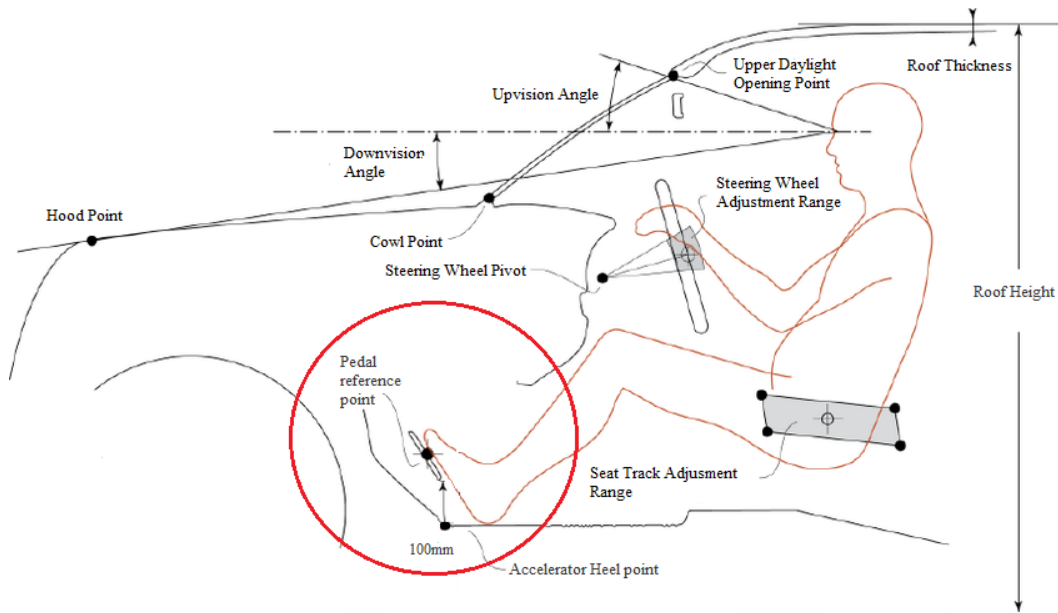 Upper Daylight
Opening Point
Roof Thickness
Upvision Angle
Downvision
Angle
Steering Wheel
Adjustment Range
Hood Point
Cowl Point
Steering Wheel Pivot
Roof Height
Pedal
reference
point
Seat Track Adjusment
Range
100mm
Accelerator Heel point